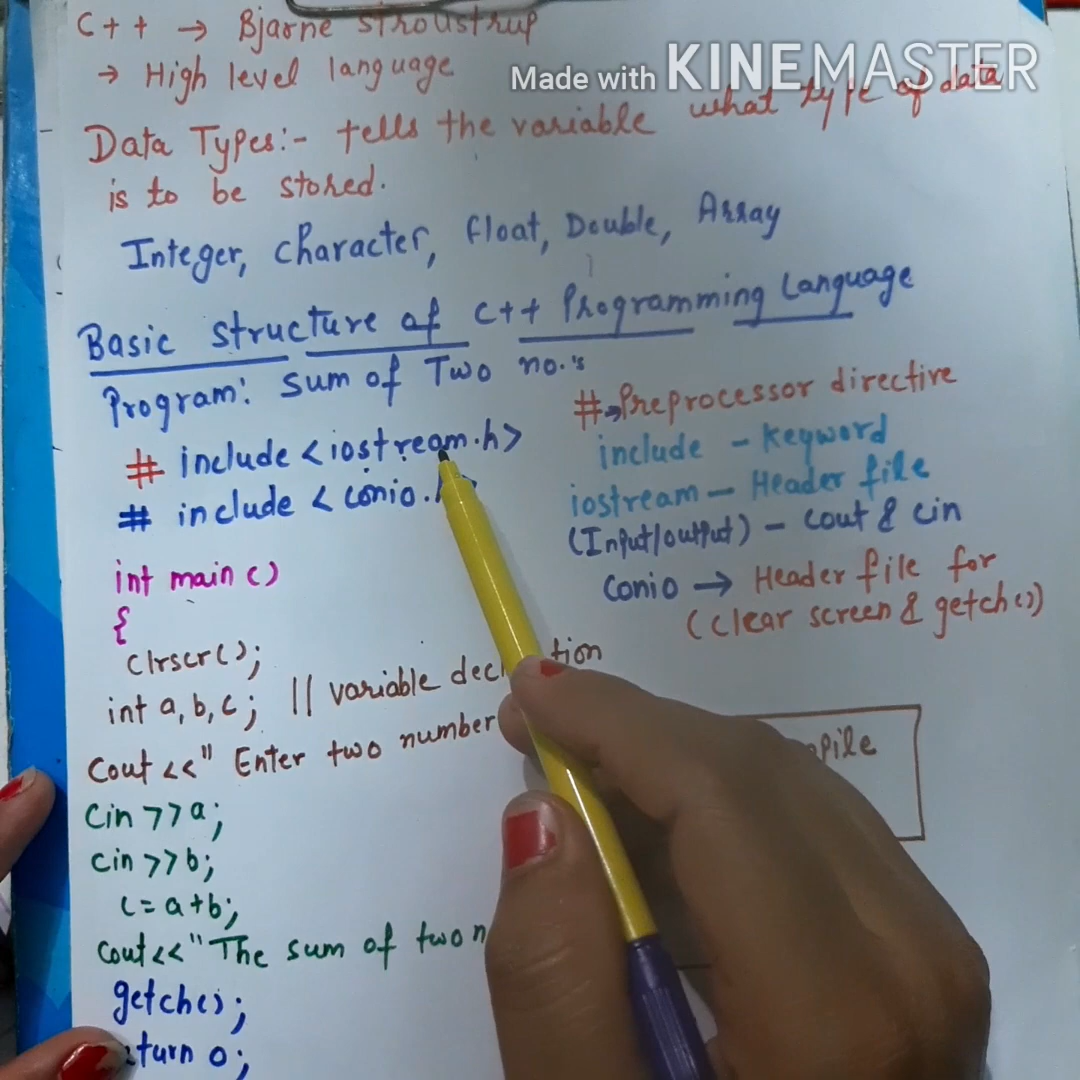 C++ → Bjarne Stroustrup
Made with KINEMASTER
→ High level language
Data Types:- tells the variable what type of data
is to be stored.
Integer, character, float, Double, Array
Basic structure of C++ Programming Language
Program: Sum of Two no.'s
# include <iostream.h>
# include < conio.
int main ()
{
clrscr();
int a, b, c; // variable
cout <<" Enter two number
cin >>a;
cin >>b;
c = a+b;
cout<<"The sum of two
getch();
0;
#→Preprocessor directive
include - keyword
iostream - Header file
(Input/output) - cout & cin
Conio → Header file for
(clear screen & getch())